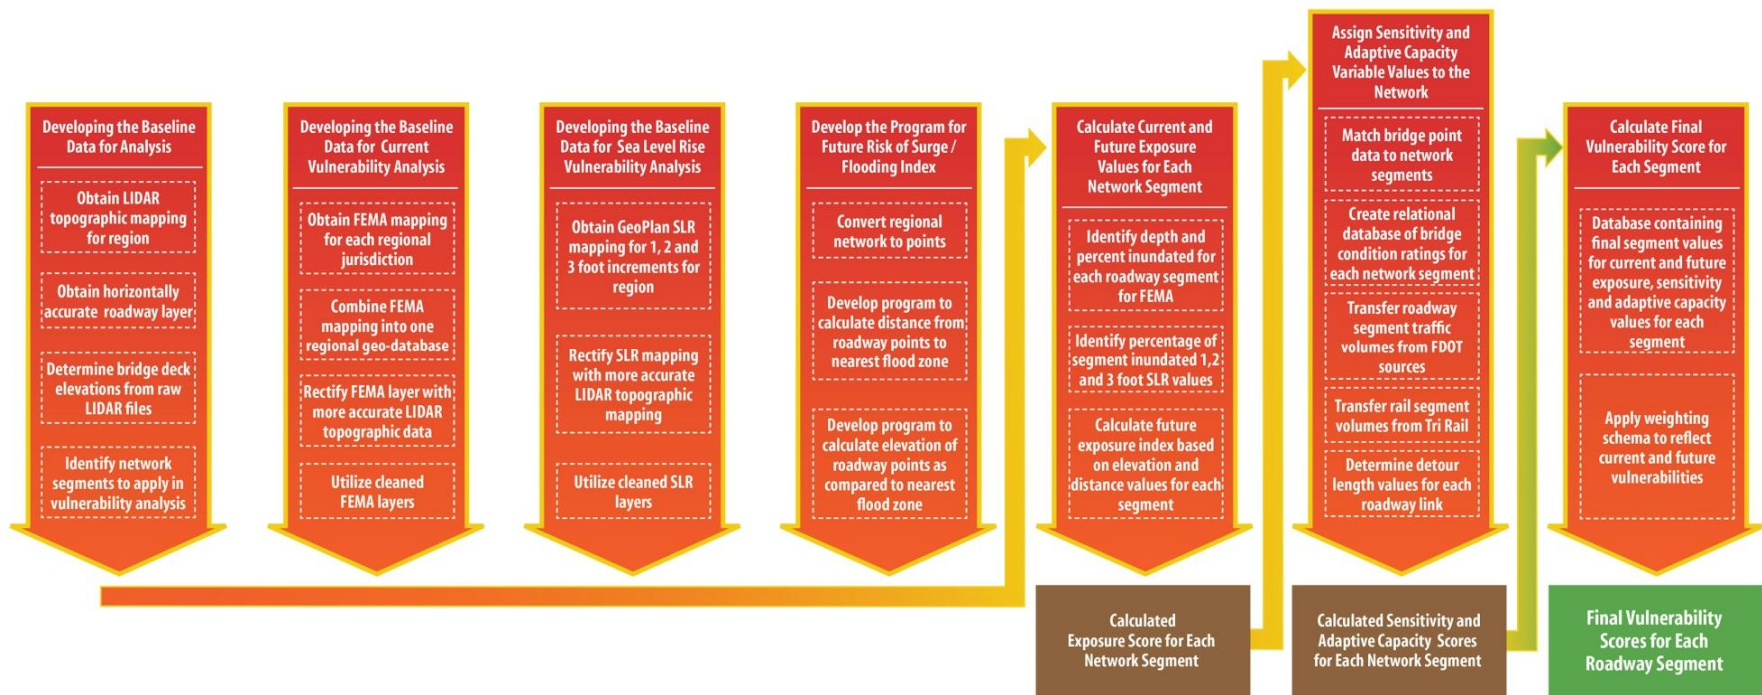 Developing the Baseline
Data for Analysis
Obtain LIDAR
topographic mapping
for region
Obtain horizontally
accurate roadway layer
Determine bridge deck
elevations from raw
LIDAR files
Identify network
segments to apply in
vulnerability analysis
Developing the Baseline
Data for Current
Vulnerability Analysis
Obtain FEMA mapping
for each regional
jurisdiction
Combine FEMA
mapping into one
regional geo-database
Rectify FEMA layer with
more accurate LIDAR
topographic data
Utilize cleaned
FEMA layers
Developing the Baseline
Data for Sea Level Rise
Vulnerability Analysis
Obtain GeoPlan SLR
mapping for 1, 2 and
3 foot increments for
region
Rectify SLR mapping
with more accurate
LIDAR topographic
mapping
Utilize cleaned SLR
layers
Develop the Program for
Future Risk of Surge /
Flooding Index
Convert regional
network to points
Develop program to
calculate distance from
roadway points to
nearest flood zone
Develop program to
calculate elevation of
roadway points as
compared to nearest
flood zone
Calculate Current and
Future Exposure
Values for Each
Network Segment
Identify depth and
percent inundated for
each roadway segment
for FEMA
Identify percentage of
segment inundated 1,2
and 3 foot SLR values
Calculate future
exposure index based
on elevation and
distance values for each
segment
Calculated
Exposure Score for Each
Network Segment
Assign Sensitivity and
Adaptive Capacity
Variable Values to the
Network
Match bridge point
data to network
segments
Create relational
database of bridge
condition ratings for
each network segment
Transfer roadway
segment traffic
volumes from FDOT
sources
Transfer rail segment
volumes from Tri Rail
Determine detour
length values for each
roadway link
Calculated Sensitivity and
Adaptive Capacity Scores
for Each Network Segment
Calculate Final
Vulnerability Score for
Each Segment
Database containing
final segment values
for current and future
exposure, sensitivity
and adaptive capacity
values for each
segment
Apply weighting
schema to reflect
current and future
vulnerabilities
Final Vulnerability
Scores for Each
Roadway Segment